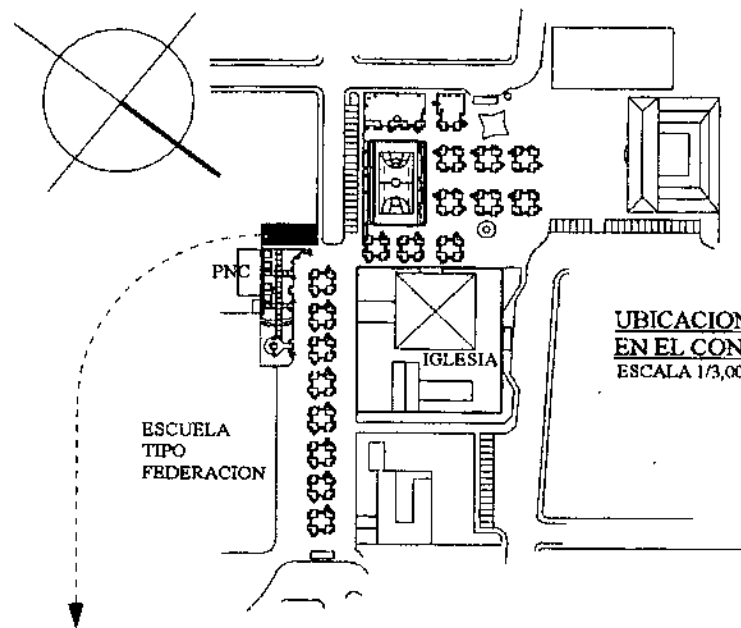 PNC
IGLESIA
UBICACION
EN EL CON
ESCALA 1/3,00
ESCUELA
TIPO
FEDERACION